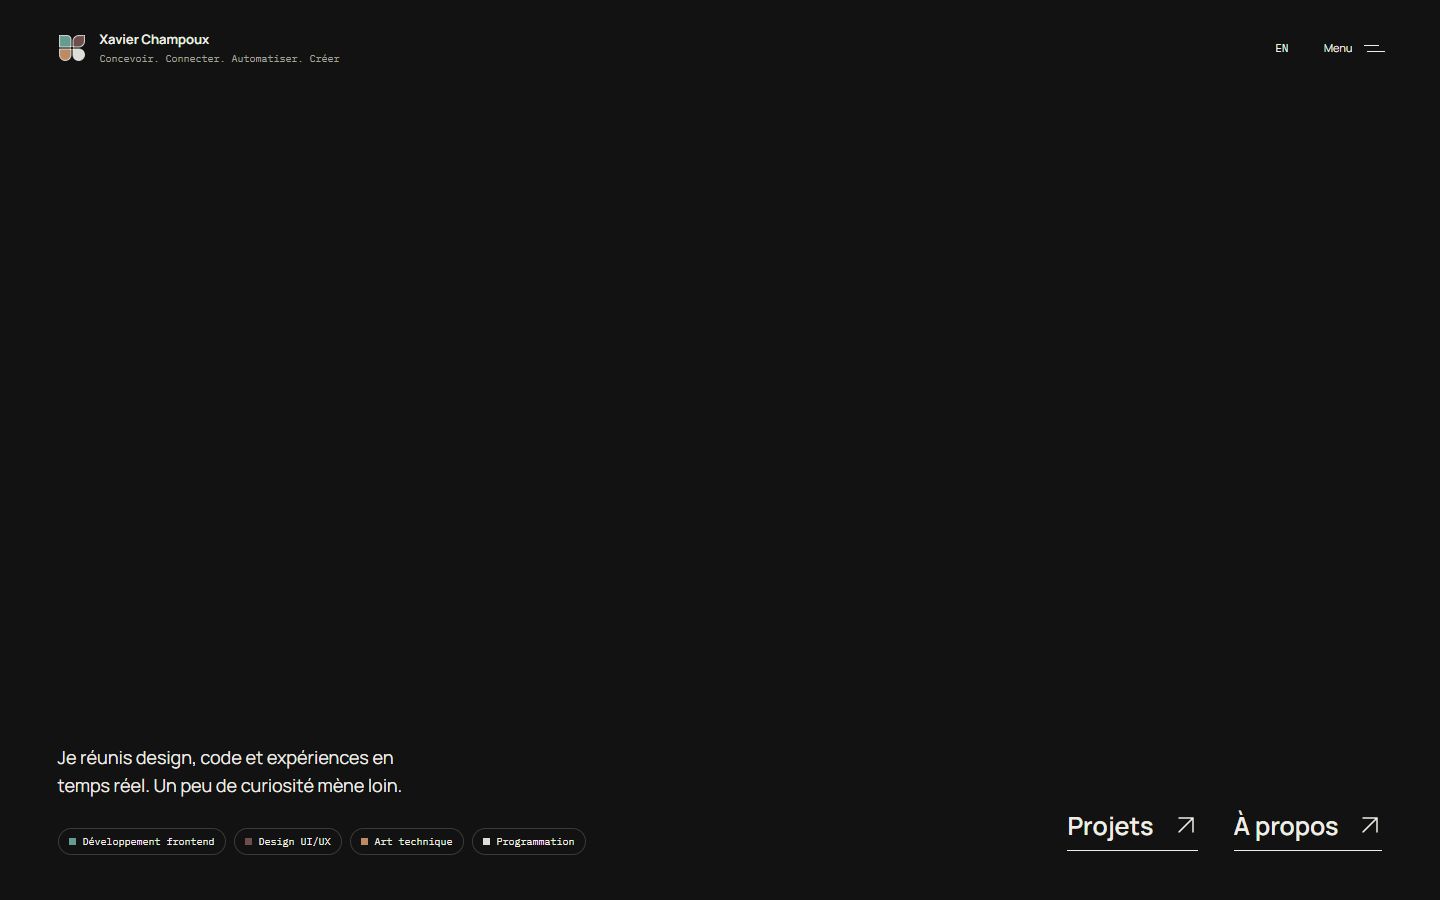 Xavier Champoux
Concevoir. Connecter. Automatiser. Créer
EN
Menu
Je réunis design, code et expériences en
temps réel. Un peu de curiosité mène loin.
Développement frontend
Design UI/UX
Art technique
Programmation
Projets
À propos